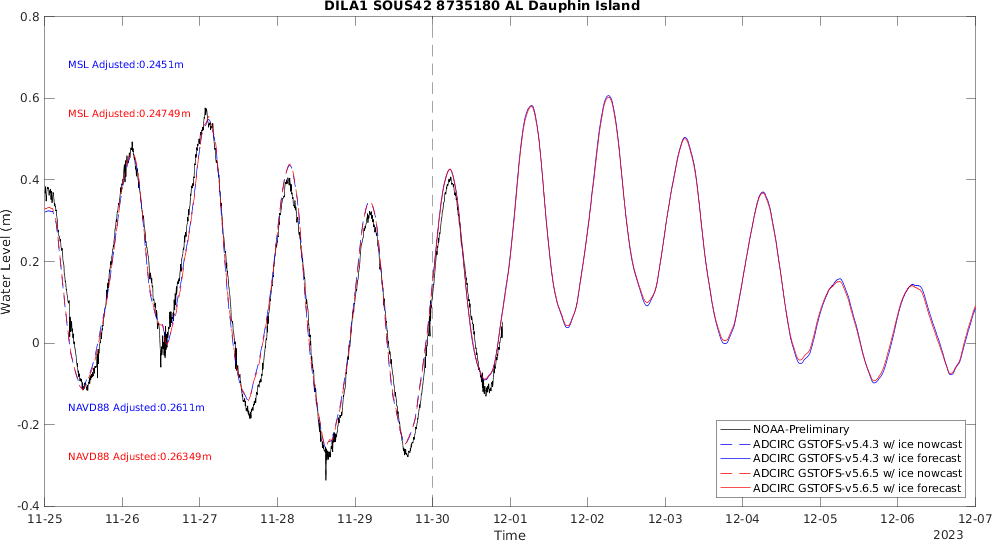 DILA1 SOUS42 8735180 AL Dauphin Island
0.8
0.6
0.4
0.2
0
-0.2
-0.4
Water Level (m)
MSL Adjusted:0.2451m
MSL Adjusted:0.24749m
NAVD88 Adjusted:0.2611m
NAVD88 Adjusted:0.26349m
NOAA-Preliminary
ADCIRC GSTOFS-v5.4.3 w/ ice nowcast
ADCIRC GSTOFS-v5.4.3 w/ ice forecast
ADCIRC GSTOFS-v5.6.5 w/ ice nowcast
ADCIRC GSTOFS-v5.6.5 w/ ice forecast
11-25 11-26 11-27 11-28 11-29 11-30 12-01 12-02 12-03 12-04 12-05 12-06 12-07
Time
2023